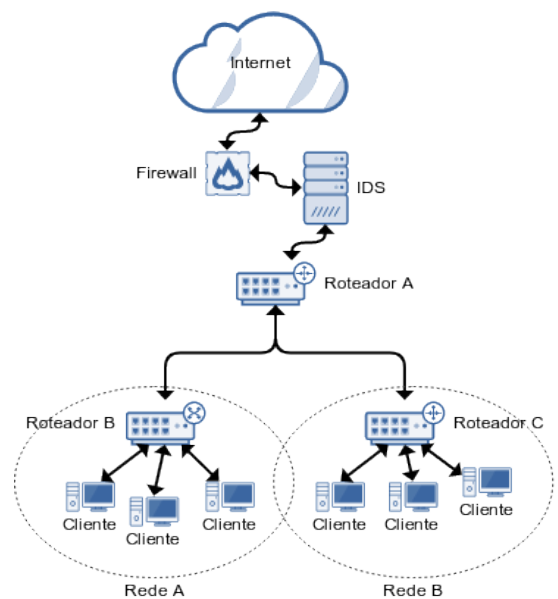 Internet
Firewall
IDS
Roteador A
Roteador B
Roteador C
Cliente
Cliente
Cliente
Cliente
Cliente
Cliente
Rede A
Rede B